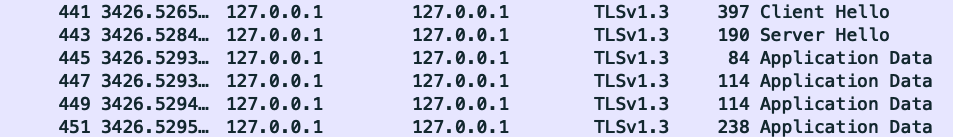 441 3426.5265… 127.0.0.1 127.0.0.1 TLSv1.3 397 Client Hello
443 3426.5284… 127.0.0.1 127.0.0.1 TLSv1.3 190 Server Hello
445 3426.5293… 127.0.0.1 127.0.0.1 TLSv1.3 84 Application Data
447 3426.5293… 127.0.0.1 127.0.0.1 TLSv1.3 114 Application Data
449 3426.5294… 127.0.0.1 127.0.0.1 TLSv1.3 114 Application Data
451 3426.5295… 127.0.0.1 127.0.0.1 TLSv1.3 238 Application Data